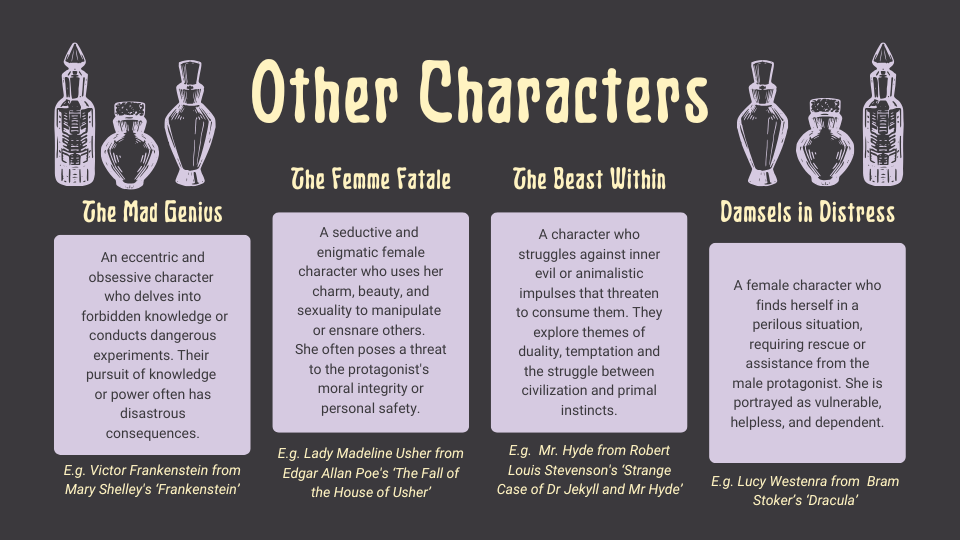 Other Characters
The Mad Genius
An eccentric and
obsessive character
who delves into
forbidden knowledge or
conducts dangerous
experiments. Their
pursuit of knowledge
or power often has
disastrous
consequences.
E.g. Victor Frankenstein from
Mary Shelley's ‘Frankenstein’
The Femme Fatale
A seductive and
enigmatic female
character who uses her
charm, beauty, and
sexuality to manipulate
or ensnare others.
She often poses a threat
to the protagonist's
moral integrity or
personal safety.
E.g. Lady Madeline Usher from
Edgar Allan Poe's ‘The Fall of
the House of Usher’
The Beast Within
A character who
struggles against inner
evil or animalistic
impulses that threaten
to consume them. They
explore themes of
duality, temptation and
the struggle between
civilization and primal
instincts.
E.g. Mr. Hyde from Robert
Louis Stevenson's ‘Strange
Case of Dr Jekyll and Mr Hyde’
Damsels in Distress
A female character who
finds herself in a
perilous situation,
requiring rescue or
assistance from the
male protagonist. She is
portrayed as vulnerable,
helpless, and dependent.
E.g. Lucy Westenra from Bram
Stoker’s ‘Dracula’